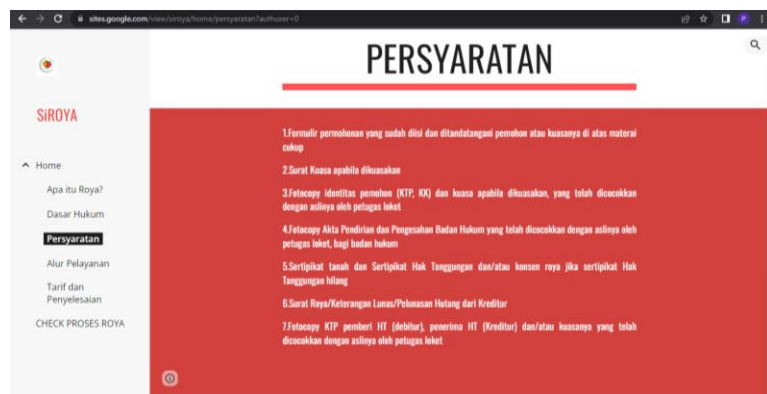 sites.google.com/view/siroya/home/persyaratan?authuser=0
P
PERSYARATAN
SiROYA
Home
Apa itu Roya?
Dasar Hukum
Persyaratan
Alur Pelayanan
Tarif dan
Penyelesaian
CHECK PROSES ROYA
1.Formulir permohonan yang sudah diisi dan ditandatangani pemohon atau kuasanya di atas materai
cukup
2.Surat Kuasa apabila dikuasakan
3.Fotocopy identitas pemohon (KTP, KK) dan kuasa apabila dikuasakan, yang telah dicocokkan
dengan aslinya oleh petugas loket
4.Fotocopy Akta Pendirian dan Pengesahan Badan Hukum yang telah dicocokkan dengan aslinya oleh
petugas loket, bagi badan hukum
5.Sertipikat tanah dan Sertipikat Hak Tanggungan dan/atau konsen roya jika sertipikat Hak
Tanggungan hilang
6.Surat Roya/Keterangan Lunas/Pelunasan Hutang dari Kreditur
7.Fotocopy KTP pemberi HT (debitur), penerima HT (Kreditur) dan/atau kuasanya yang telah
dicocokkan dengan aslinya oleh petugas loket